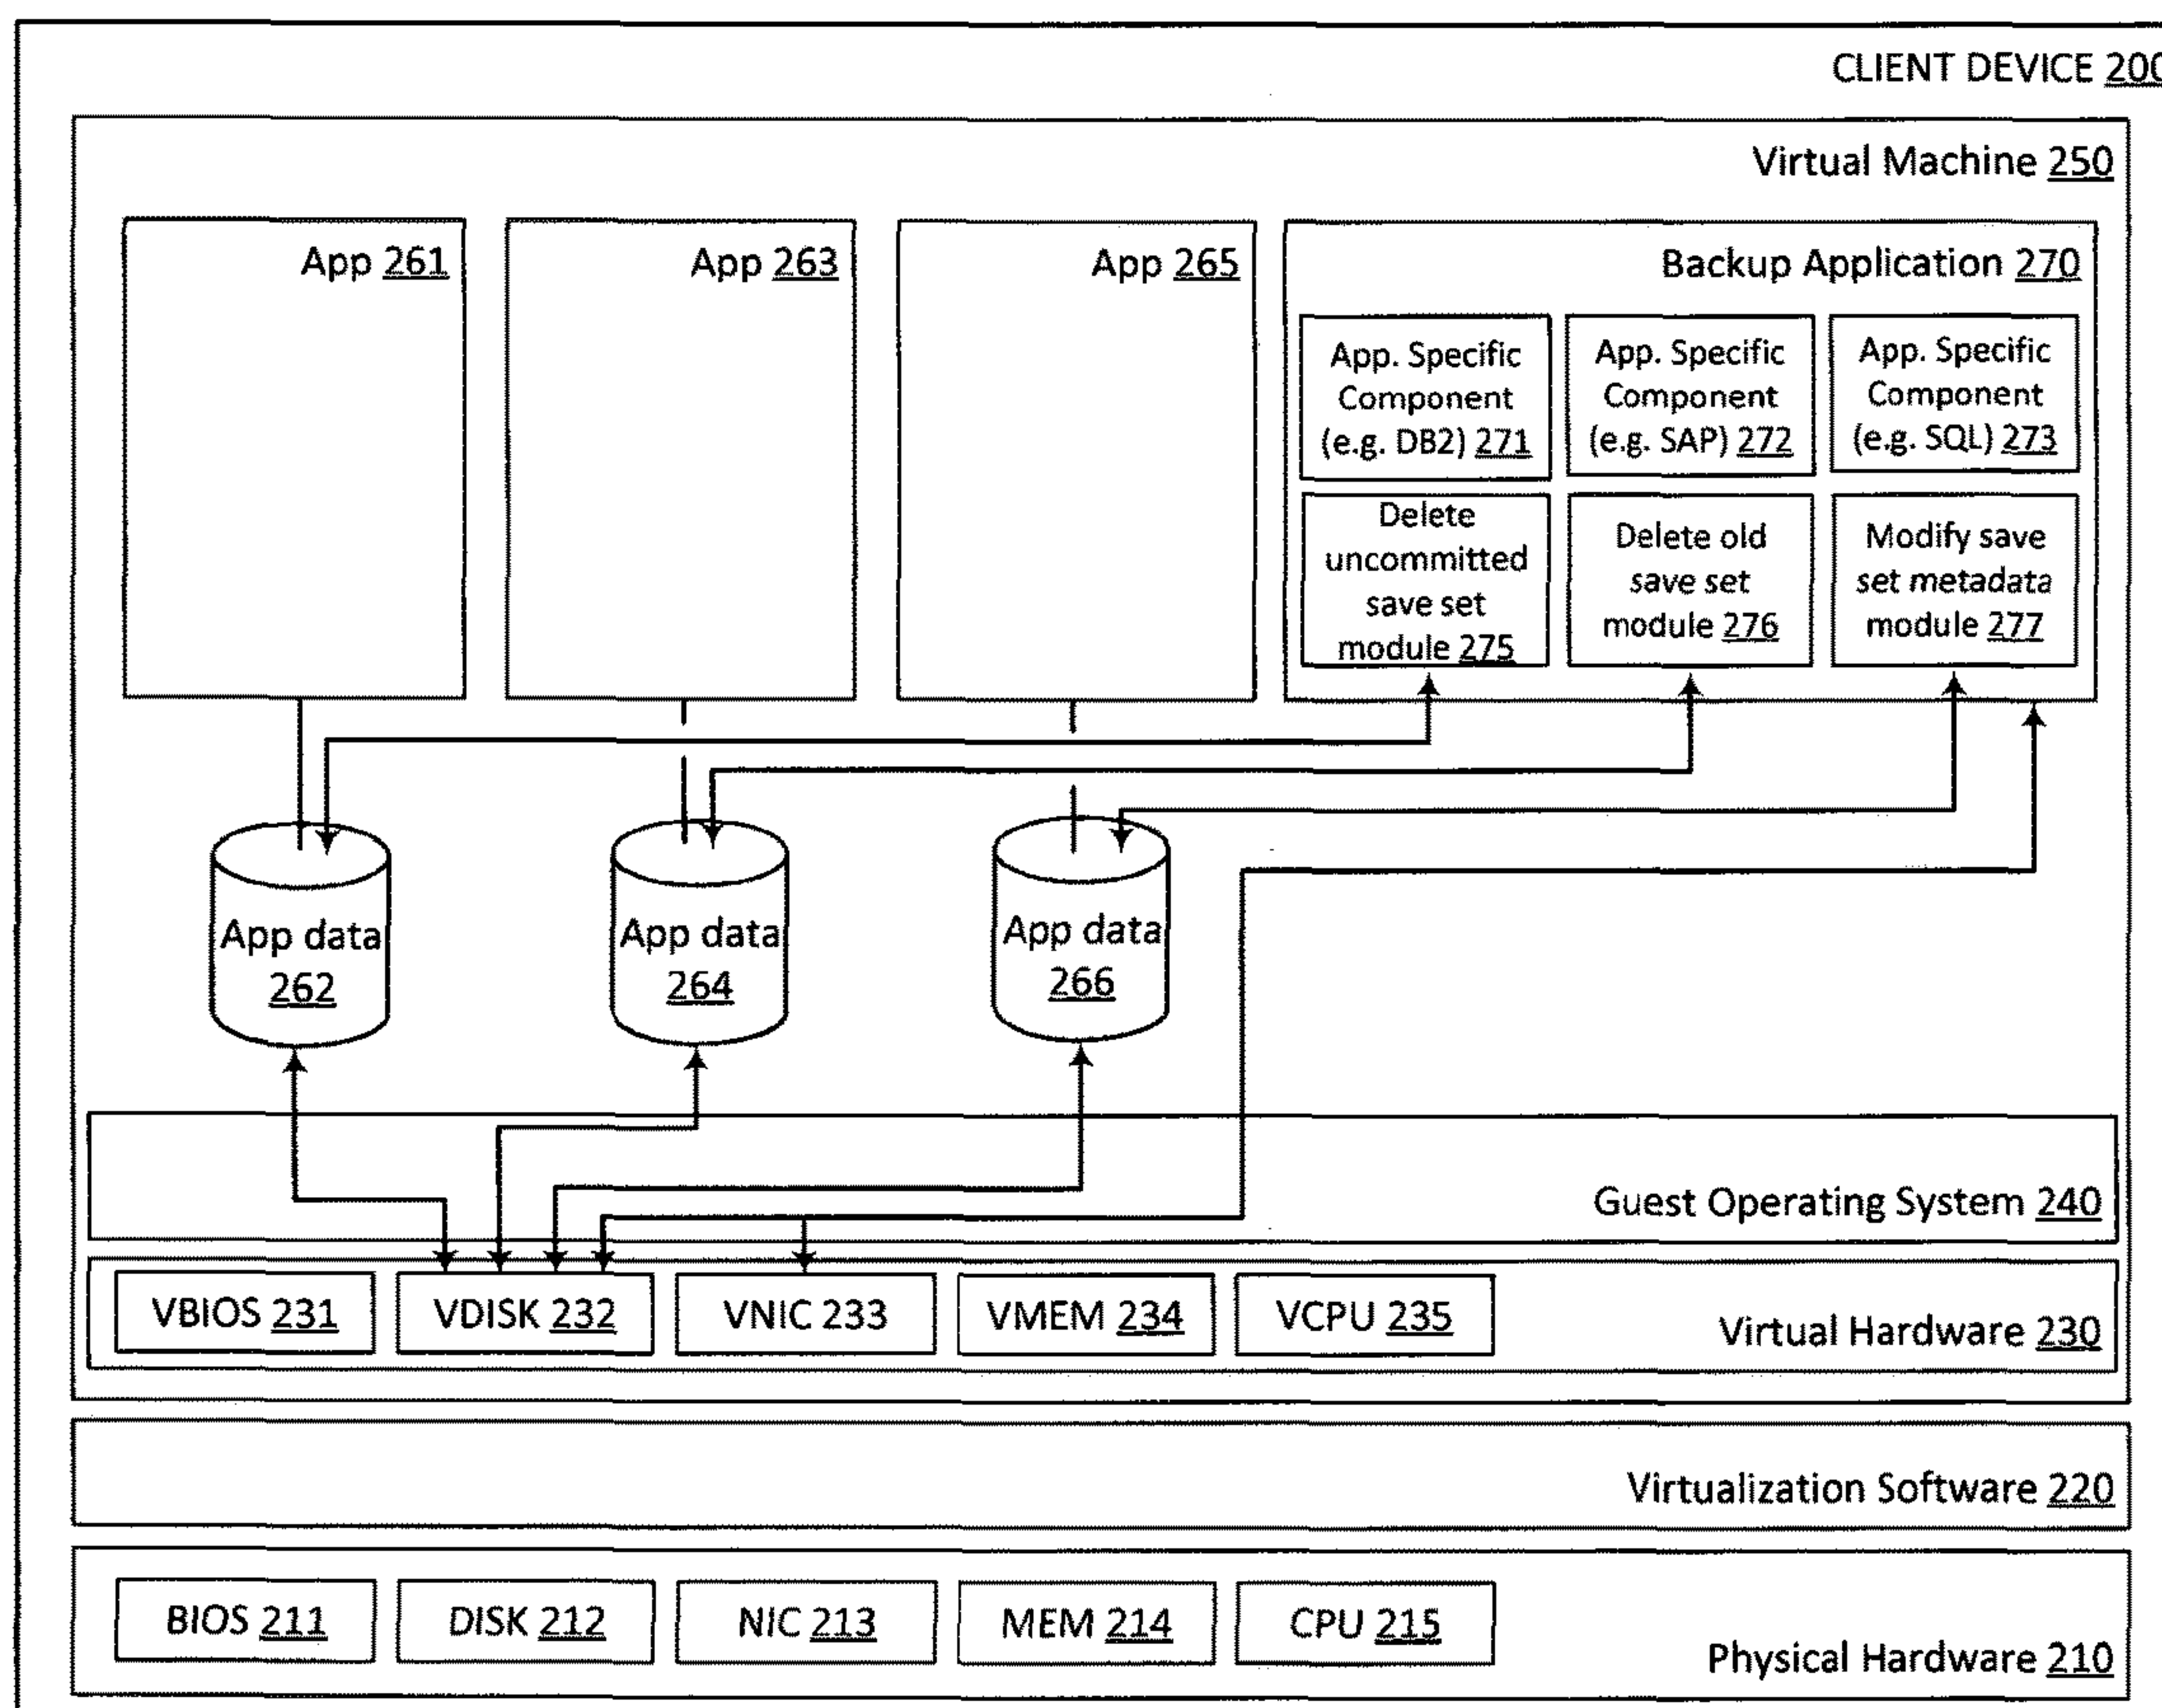 CLIENT DEVICE 200
Virtual Machine 250
App 261
App 263
App 265
Backup Application 270
App. Specific
Component
(e.g. DB2) 271
App. Specific
Component
(e.g. SAP) 272
App. Specific
Component
(e.g. SQL) 273
Delete
uncommitted
save set
module 275
Delete old
save set
module 276
Modify save
set metadata
module 277
App data
262
App data
264
App data
266
Guest Operating System 240
VBIOS 231
VDISK 232
VNIC 233
VMEM 234
VCPU 235
Virtual Hardware 230
Virtualization Software 220
BIOS 211
DISK 212
NIC 213
MEM 214
CPU 215
Physical Hardware 210